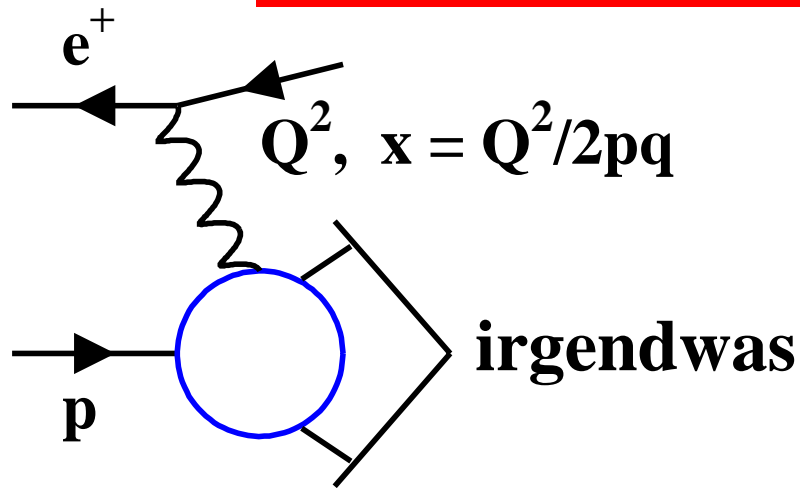 e⁺
Q², x = Q²/2pq
irgendwas
p